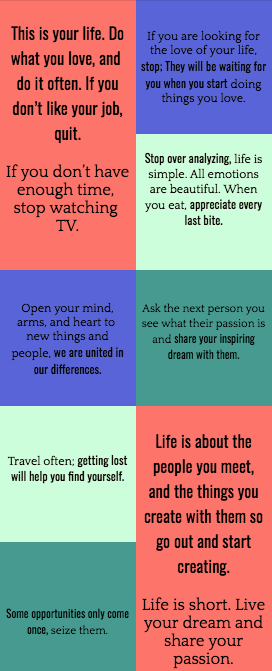 This is your life. Do
what you love, and
do it often. If you
don't like your job,
quit.
If you don't have
enough time,
stop watching
TV.
If you are looking for
the love of your life,
stop; They will be waiting for
you when you start doing
things you love.
Stop over analyzing, life is
simple. All emotions
are beautiful. When
you eat, appreciate every
last bite.
Open your mind,
arms, and heart to
new things and
people, we are united in
our differences.
Ask the next person you
see what their passion is
and share your inspiring
dream with them.
Travel often; getting lost
will help you find yourself.
Some opportunities only come
once, seize them.
Life is about the
people you meet,
and the things you
create with them so
go out and start
creating.
Life is short. Live
your dream and
share your
passion.